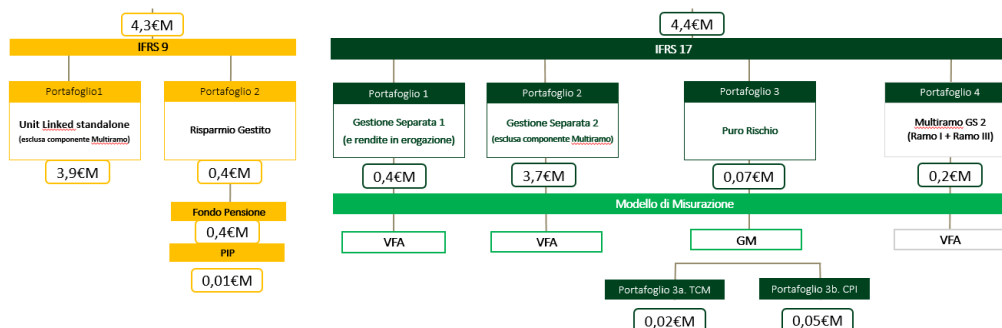 4,3€M
IFRS 9
Portafoglio1
Unit Linked standalone
(esclusa componente Multiramo)
3,9€M
Portafoglio 2
Risparmio Gestito
0,4€M
Fondo Pensione
0,4€M
PIP
0,01€M
4,4€M
IFRS 17
Portafoglio 1
Gestione Separata 1
(e rendite in erogazione)
0,4€M
Portafoglio 2
Gestione Separata 2
(esclusa componente Multiramo)
3,7€M
Portafoglio 3
Puro Rischio
0,07€M
Portafoglio 4
Multiramo GS 2
(Ramo I + Ramo III)
0,2€M
Modello di Misurazione
VFA
VFA
GM
VFA
Portafoglio 3a. TCM
0,02€M
Portafoglio 3b. CPI
0,05€M